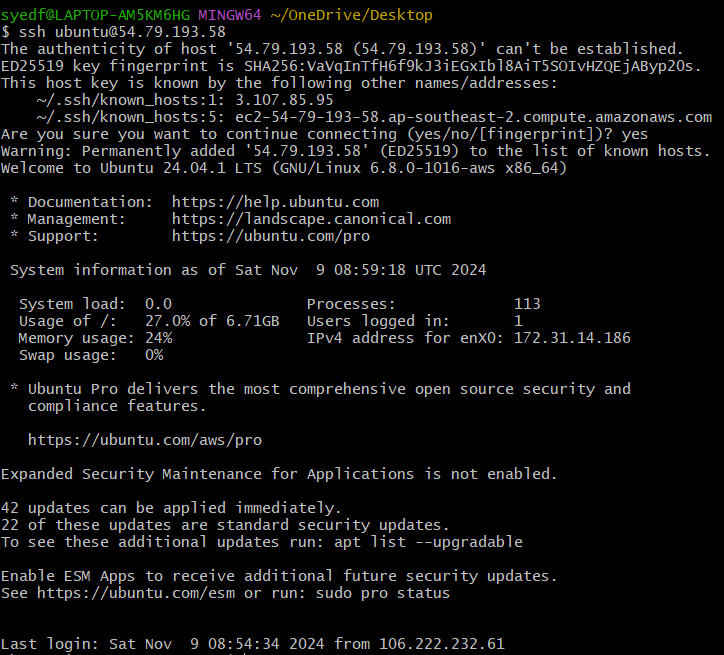 syedf@LAPTOP-AM5KM6HG MINGW64 ~/OneDrive/Desktop
$ ssh ubuntu@54.79.193.58
The authenticity of host '54.79.193.58 (54.79.193.58)' can't be established.
ED25519 key fingerprint is SHA256:VaVqInTfH6f9kJ3iEGxIbl8AiT5SOIvHZQEjAByp2Os.
This host key is known by the following other names/addresses:
    ~/.ssh/known_hosts:1: 3.107.85.95
    ~/.ssh/known_hosts:5: ec2-54-79-193-58.ap-southeast-2.compute.amazonaws.com
Are you sure you want to continue connecting (yes/no/[fingerprint])? yes
Warning: Permanently added '54.79.193.58' (ED25519) to the list of known hosts.
Welcome to Ubuntu 24.04.1 LTS (GNU/Linux 6.8.0-1016-aws x86_64)

 * Documentation:  https://help.ubuntu.com
 * Management:     https://landscape.canonical.com
 * Support:        https://ubuntu.com/pro

 System information as of Sat Nov  9 08:59:18 UTC 2024

  System load:  0.0               Processes:             113
  Usage of /:   27.0% of 6.71GB   Users logged in:       1
  Memory usage: 24%               IPv4 address for enX0: 172.31.14.186
  Swap usage:   0%

 * Ubuntu Pro delivers the most comprehensive open source security and
   compliance features.

   https://ubuntu.com/aws/pro

Expanded Security Maintenance for Applications is not enabled.

42 updates can be applied immediately.
22 of these updates are standard security updates.
To see these additional updates run: apt list --upgradable

Enable ESM Apps to receive additional future security updates.
See https://ubuntu.com/esm or run: sudo pro status


Last login: Sat Nov  9 08:54:34 2024 from 106.222.232.61